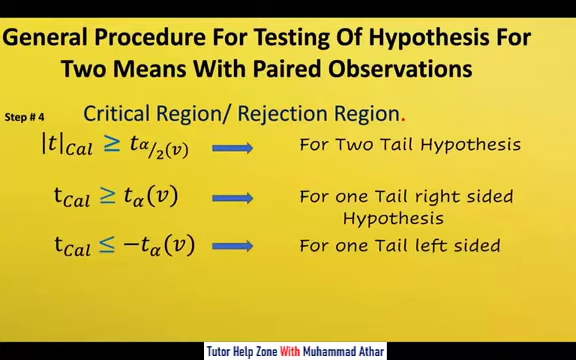 General Procedure For Testing Of Hypothesis For
Two Means With Paired Observations
Step # 4 Critical Region/ Rejection Region.
|t|Cal ≥ tα/2(v) For Two Tail Hypothesis
tCal ≥ tα(v) For one Tail right sided
Hypothesis
tCal ≤ −tα(v) For one Tail left sided
Tutor Help Zone With Muhammad Athar